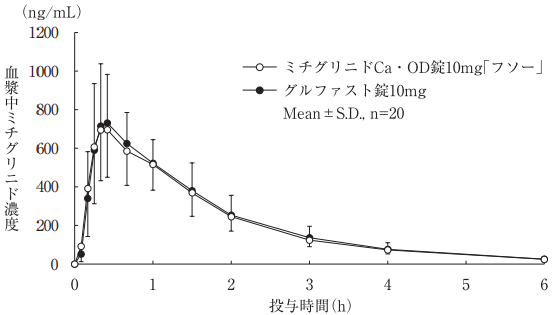 (ng/mL)
1200
1000
800
600
400
200
0
血漿中ミチグリニド濃度
ミチグリニドCa・OD錠10mg「フソー」
グルファスト錠10mg
Mean±S.D., n=20
0 1 2 3 4 5 6
投与時間(h)